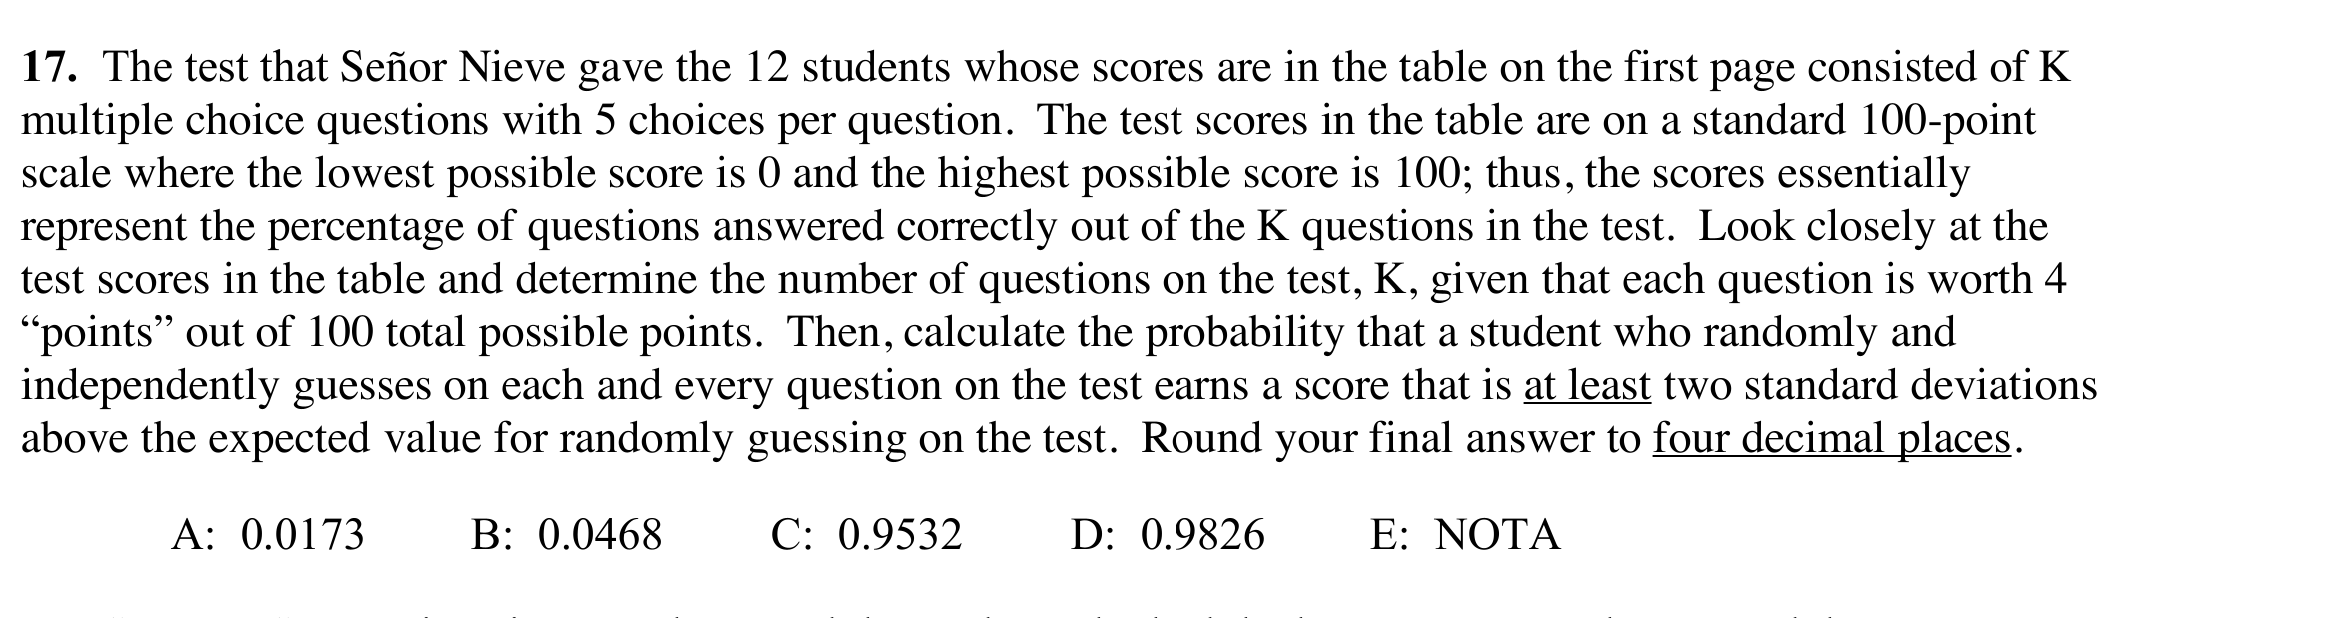 17. The test that Señor Nieve gave the 12 students whose scores are in the table on the first page consisted of K
multiple choice questions with 5 choices per question. The test scores in the table are on a standard 100-point
scale where the lowest possible score is 0 and the highest possible score is 100; thus, the scores essentially
represent the percentage of questions answered correctly out of the K questions in the test. Look closely at the
test scores in the table and determine the number of questions on the test, K, given that each question is worth 4
“points” out of 100 total possible points. Then, calculate the probability that a student who randomly and
independently guesses on each and every question on the test earns a score that is at least two standard deviations
above the expected value for randomly guessing on the test. Round your final answer to four decimal places.
A: 0.0173 B: 0.0468 C: 0.9532 D: 0.9826 E: NOTA